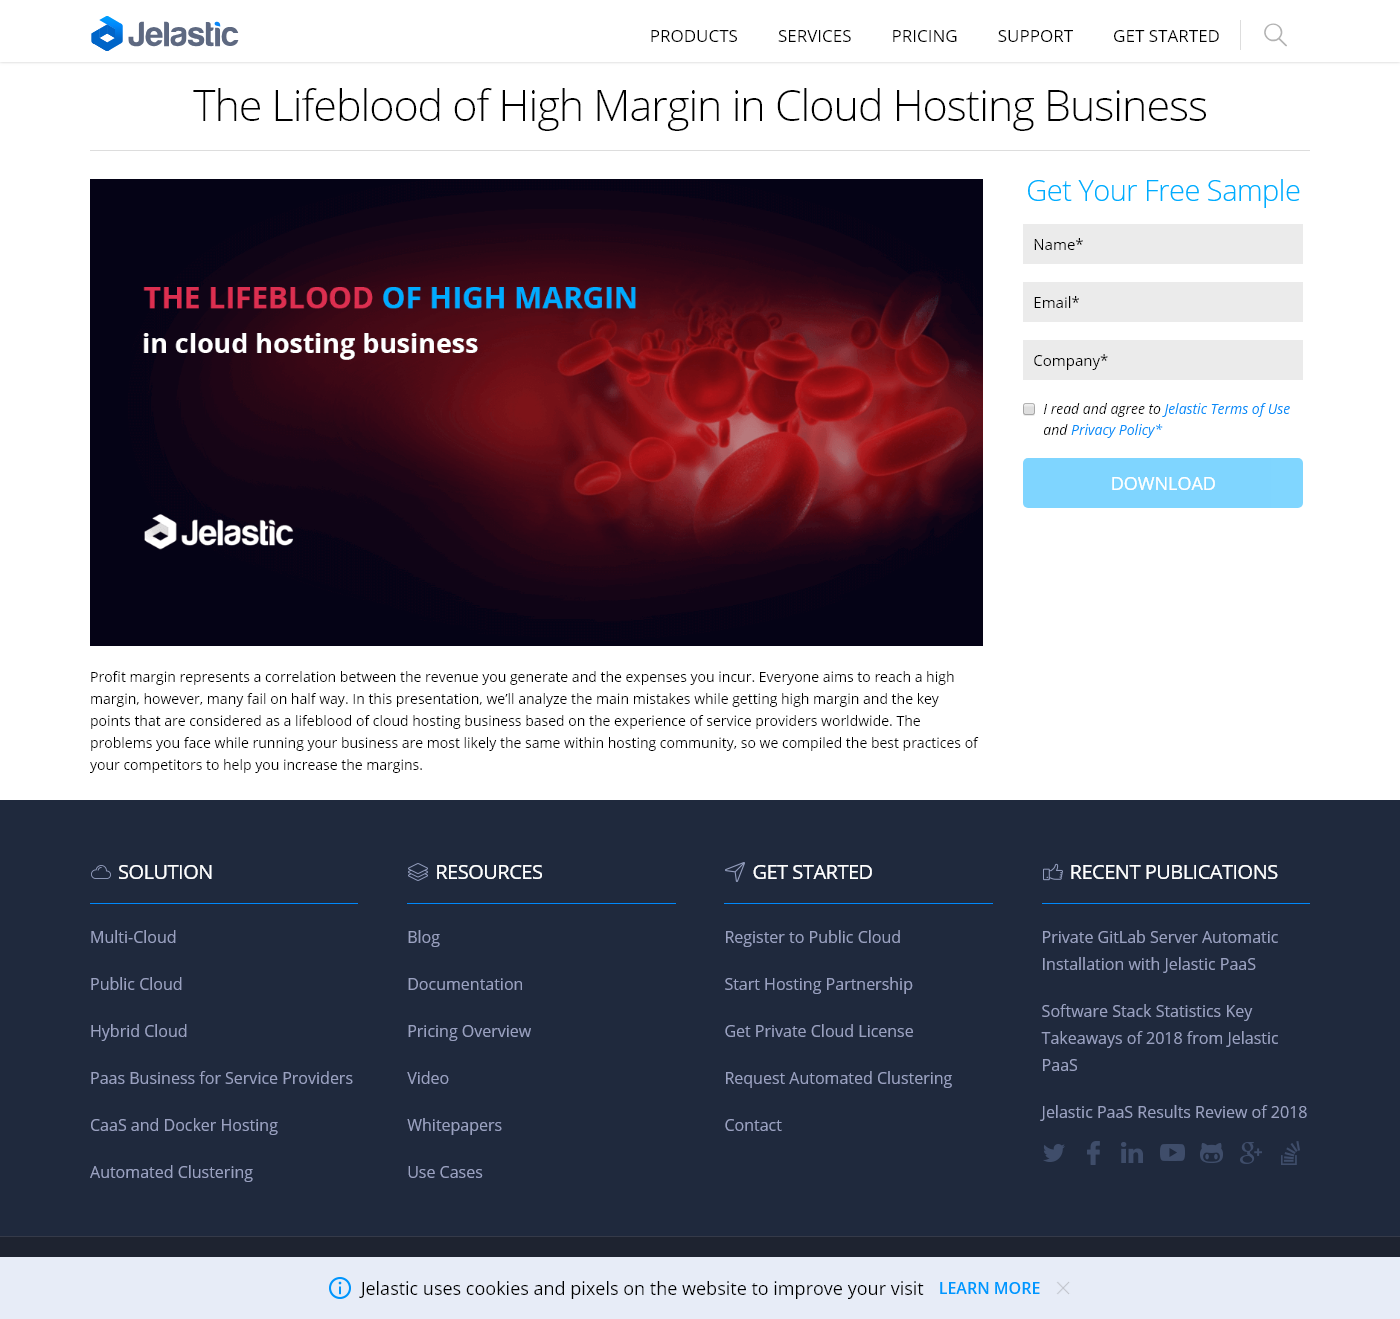 Jelastic
PRODUCTS
SERVICES
PRICING
SUPPORT
GET STARTED
The Lifeblood of High Margin in Cloud Hosting Business
THE LIFEBLOOD OF HIGH MARGIN
in cloud hosting business
Jelastic
Get Your Free Sample
Name*
Email*
Company*
I read and agree to Jelastic Terms of Use
and Privacy Policy*
DOWNLOAD
Profit margin represents a correlation between the revenue you generate and the expenses you incur. Everyone aims to reach a high
margin, however, many fail on half way. In this presentation, we’ll analyze the main mistakes while getting high margin and the key
points that are considered as a lifeblood of cloud hosting business based on the experience of service providers worldwide. The
problems you face while running your business are most likely the same within hosting community, so we compiled the best practices of
your competitors to help you increase the margins.
SOLUTION
Multi-Cloud
Public Cloud
Hybrid Cloud
Paas Business for Service Providers
CaaS and Docker Hosting
Automated Clustering
RESOURCES
Blog
Documentation
Pricing Overview
Video
Whitepapers
Use Cases
GET STARTED
Register to Public Cloud
Start Hosting Partnership
Get Private Cloud License
Request Automated Clustering
Contact
RECENT PUBLICATIONS
Private GitLab Server Automatic
Installation with Jelastic PaaS
Software Stack Statistics Key
Takeaways of 2018 from Jelastic
PaaS
Jelastic PaaS Results Review of 2018
Jelastic uses cookies and pixels on the website to improve your visit LEARN MORE